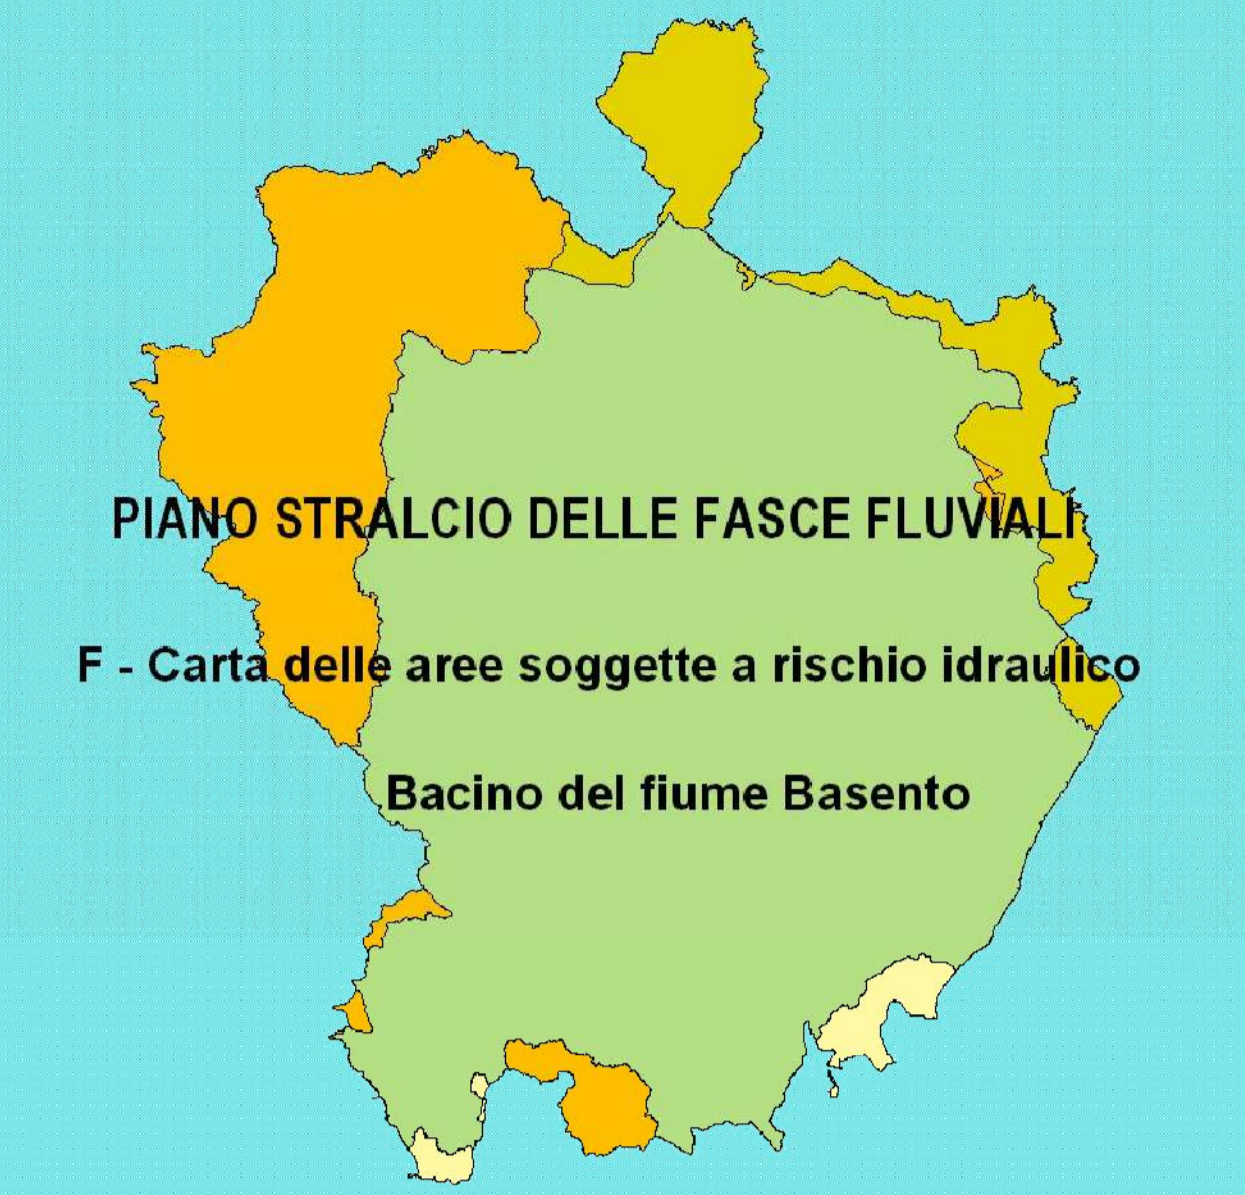 PIANO STRALCIO DELLE FASCE FLUVIALI
F - Carta delle aree soggette a rischio idraulico
Bacino del fiume Basento